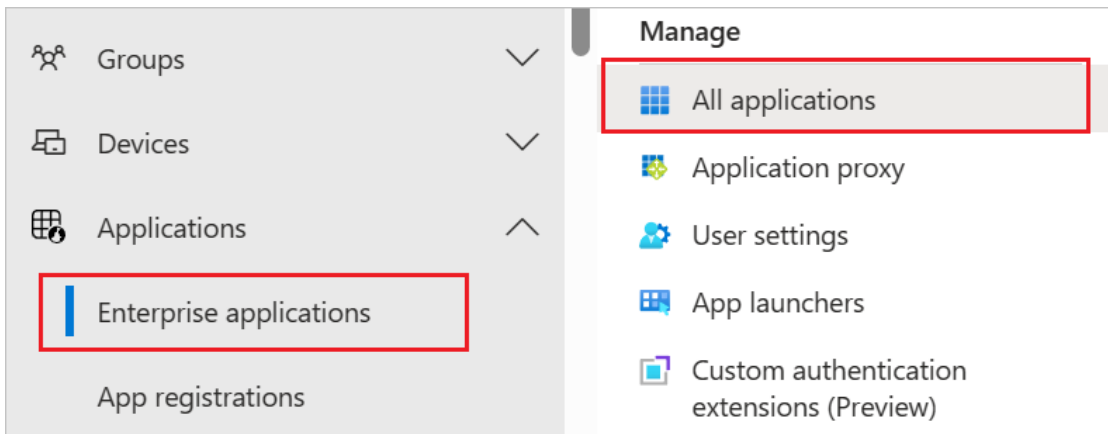 Groups
Devices
Applications
Enterprise applications
App registrations
Manage
All applications
Application proxy
User settings
App launchers
Custom authentication
extensions (Preview)